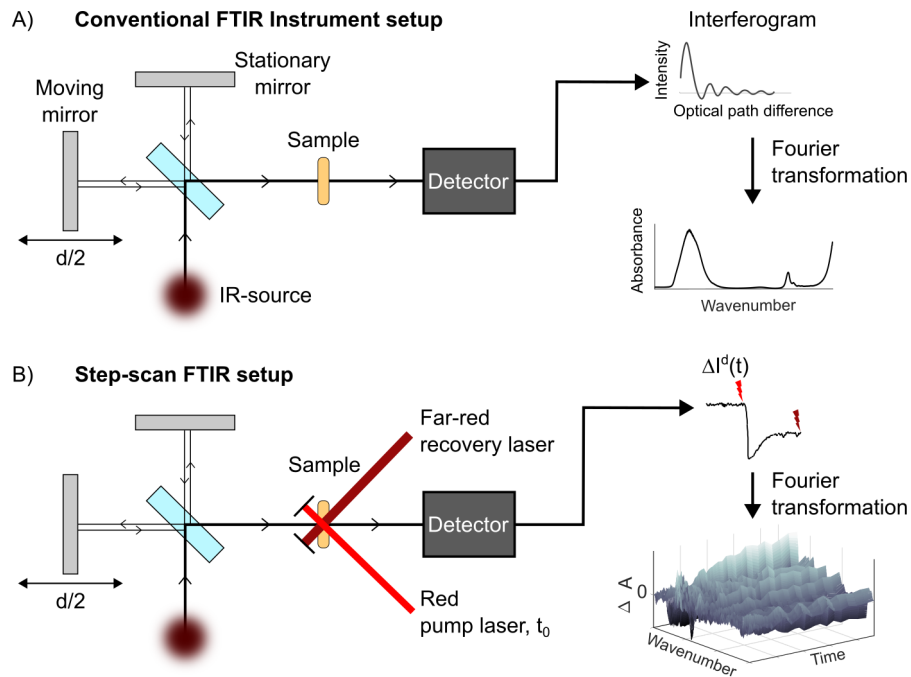 A) Conventional FTIR Instrument setup
Interferogram
Stationary
mirror
Moving
mirror
Intensity
Optical path difference
Sample
Detector
Fourier
transformation
d/2
IR-source
Absorbance
Wavenumber
B) Step-scan FTIR setup
ΔIᵈ(t)
Far-red
recovery laser
Sample
Detector
Fourier
transformation
d/2
Red
pump laser, t₀
Δ A
0
Wavenumber
Time